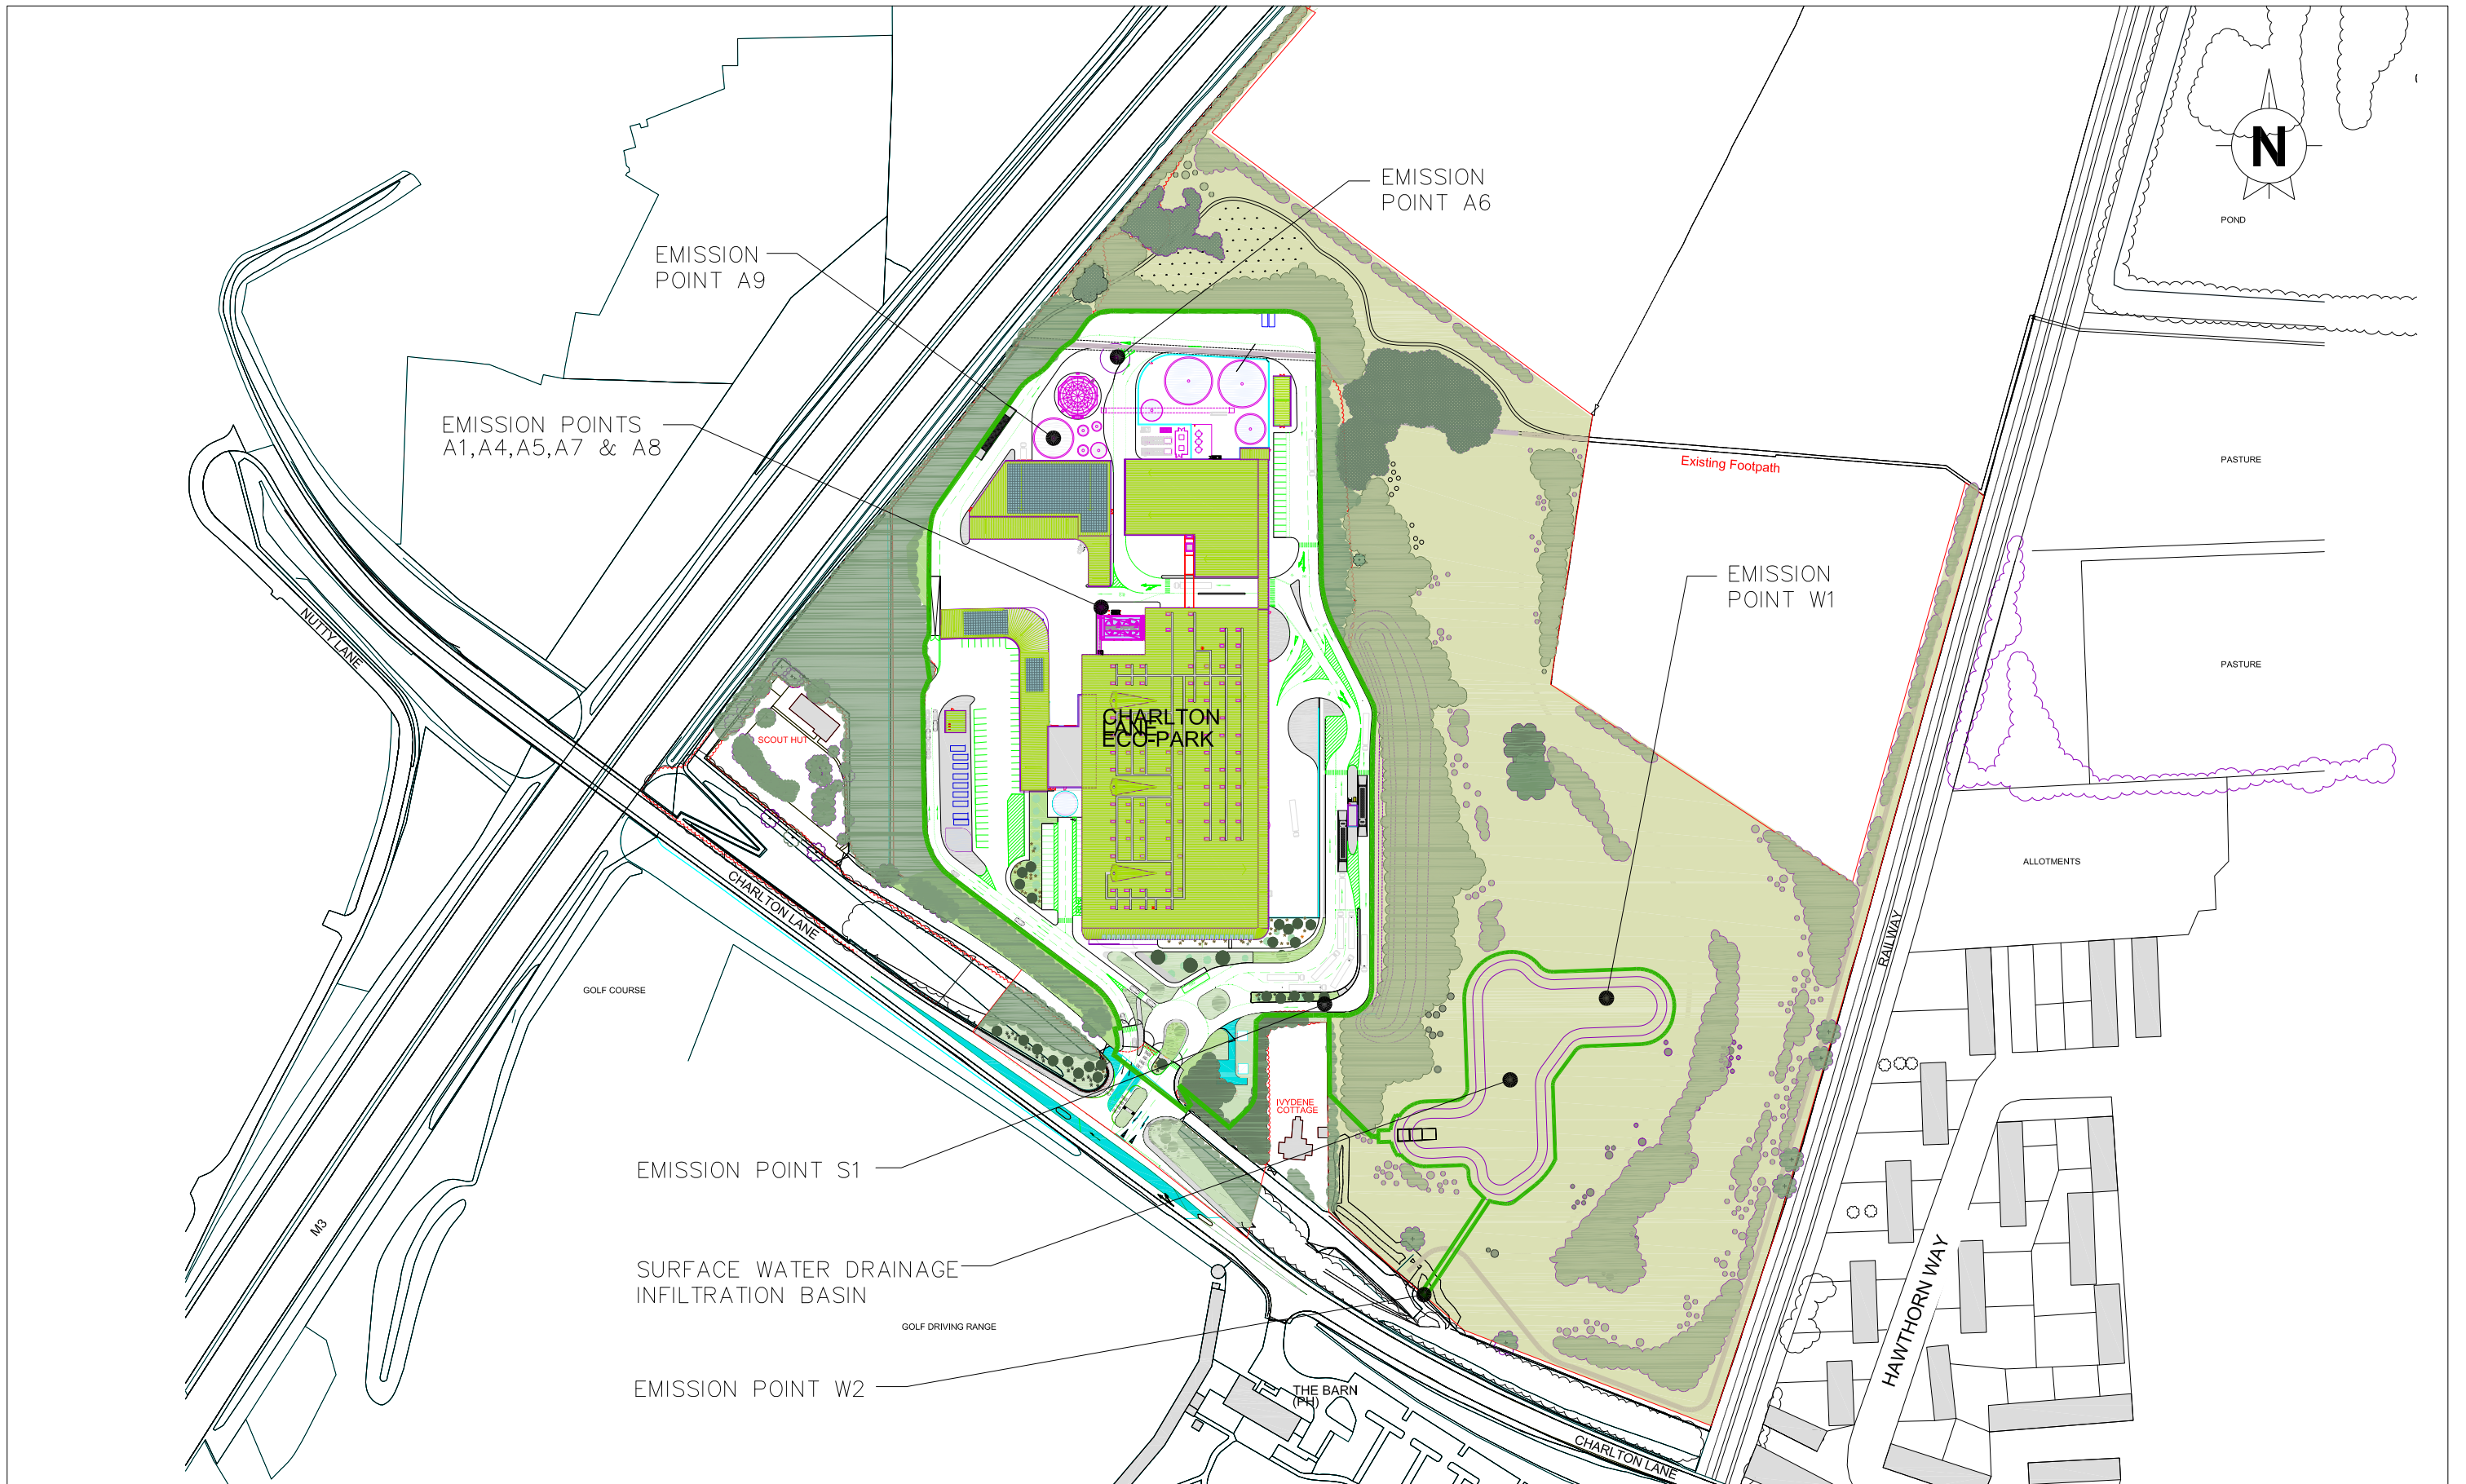 EMISSION
POINT A6
N
POND
EMISSION
POINT A9
EMISSION POINTS
A1,A4,A5,A7 & A8
Existing Footpath
PASTURE
EMISSION
POINT W1
NUTTY LANE
PASTURE
CHARLTON
LANE
ECO-PARK
SCOUT HUT
ALLOTMENTS
CHARLTON LANE
RAILWAY
GOLF COURSE
IVYDENE
COTTAGE
EMISSION POINT S1
M3
SURFACE WATER DRAINAGE
INFILTRATION BASIN
HAWTHORN WAY
GOLF DRIVING RANGE
EMISSION POINT W2
THE BARN
(PH)
CHARLTON LANE